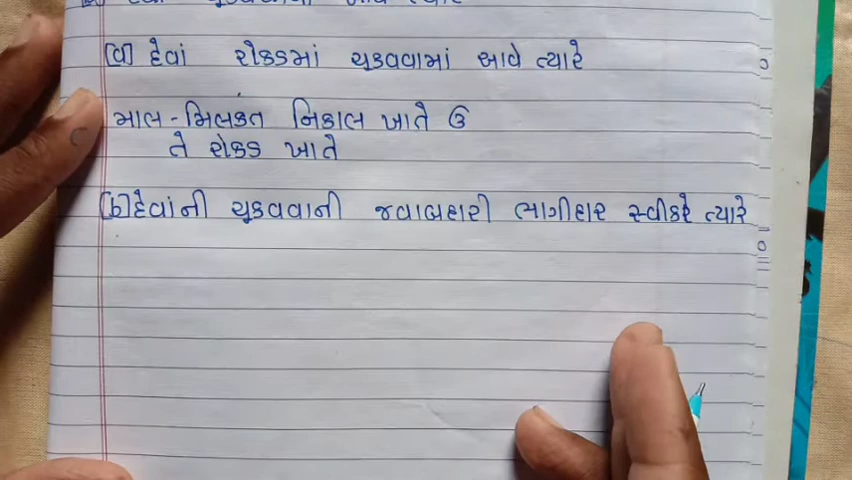 [a] દેવાં રોકડમાં ચૂકવવામાં આવે ત્યારે
માલ-મિલકત નિકાલ ખાતે ઉ
તે રોકડ ખાતે
[b] દેવાંની ચૂકવવાની જવાબદારી ભાગીદાર સ્વીકારે ત્યારે